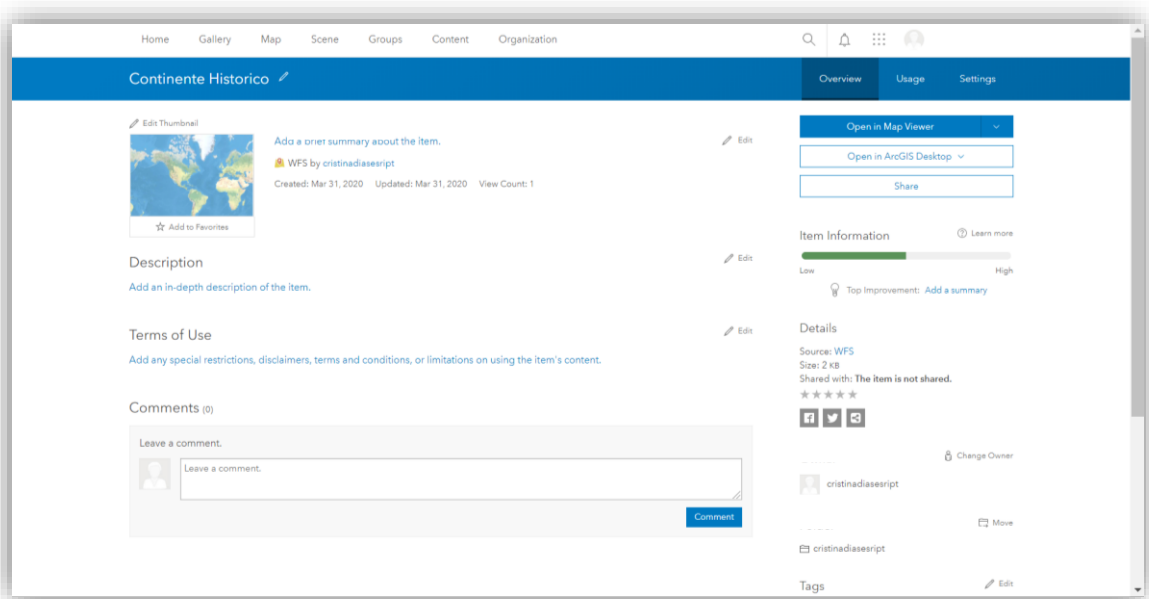 Home Gallery Map Scene Groups Content Organization
Continente Historico
Overview Usage Settings
Edit Thumbnail
Add a brief summary about the item.
Edit
WFS by cristinadiasesript
Created: Mar 31, 2020 Updated: Mar 31, 2020 View Count: 1
Add to Favorites
Description
Edit
Add an in-depth description of the item.
Terms of Use
Edit
Add any special restrictions, disclaimers, terms and conditions, or limitations on using the item's content.
Comments (0)
Leave a comment.
Leave a comment.
Comment
Open in Map Viewer
Open in ArcGIS Desktop
Share
Item Information
Learn more
Low High
Top Improvement: Add a summary
Details
Source: WFS
Size: 2 KB
Shared with: The item is not shared.
Change Owner
cristinadiasesript
Move
cristinadiasesript
Tags
Edit